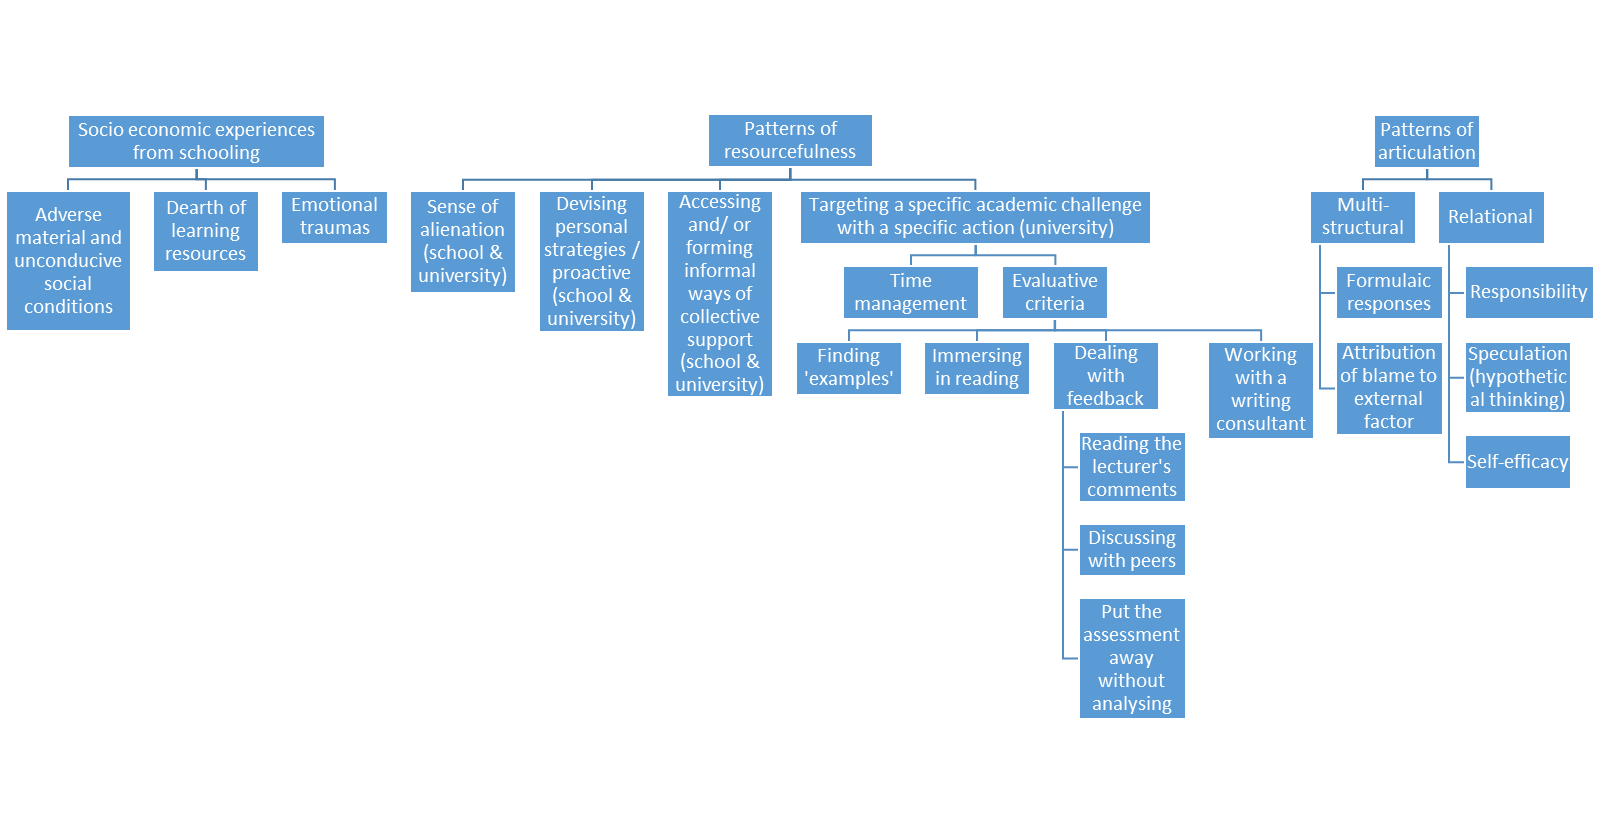 Socio economic experiences
from schooling
Adverse
material and
unconducive
social
conditions
Dearth of
learning
resources
Emotional
traumas
Patterns of
resourcefulness
Sense of
alienation
(school &
university)
Devising
personal
strategies /
proactive
(school &
university)
Accessing
and/ or
forming
informal
ways of
collective
support
(school &
university)
Targeting a specific academic challenge
with a specific action (university)
Time
management
Evaluative
criteria
Finding
'examples'
Immersing
in reading
Dealing
with
feedback
Reading the
lecturer's
comments
Discussing
with peers
Put the
assessment
away
without
analysing
Working
with a
writing
consultant
Patterns of
articulation
Multi-
structural
Formulaic
responses
Attribution
of blame to
external
factor
Relational
Responsibility
Speculation
(hypothetic
al thinking)
Self-efficacy